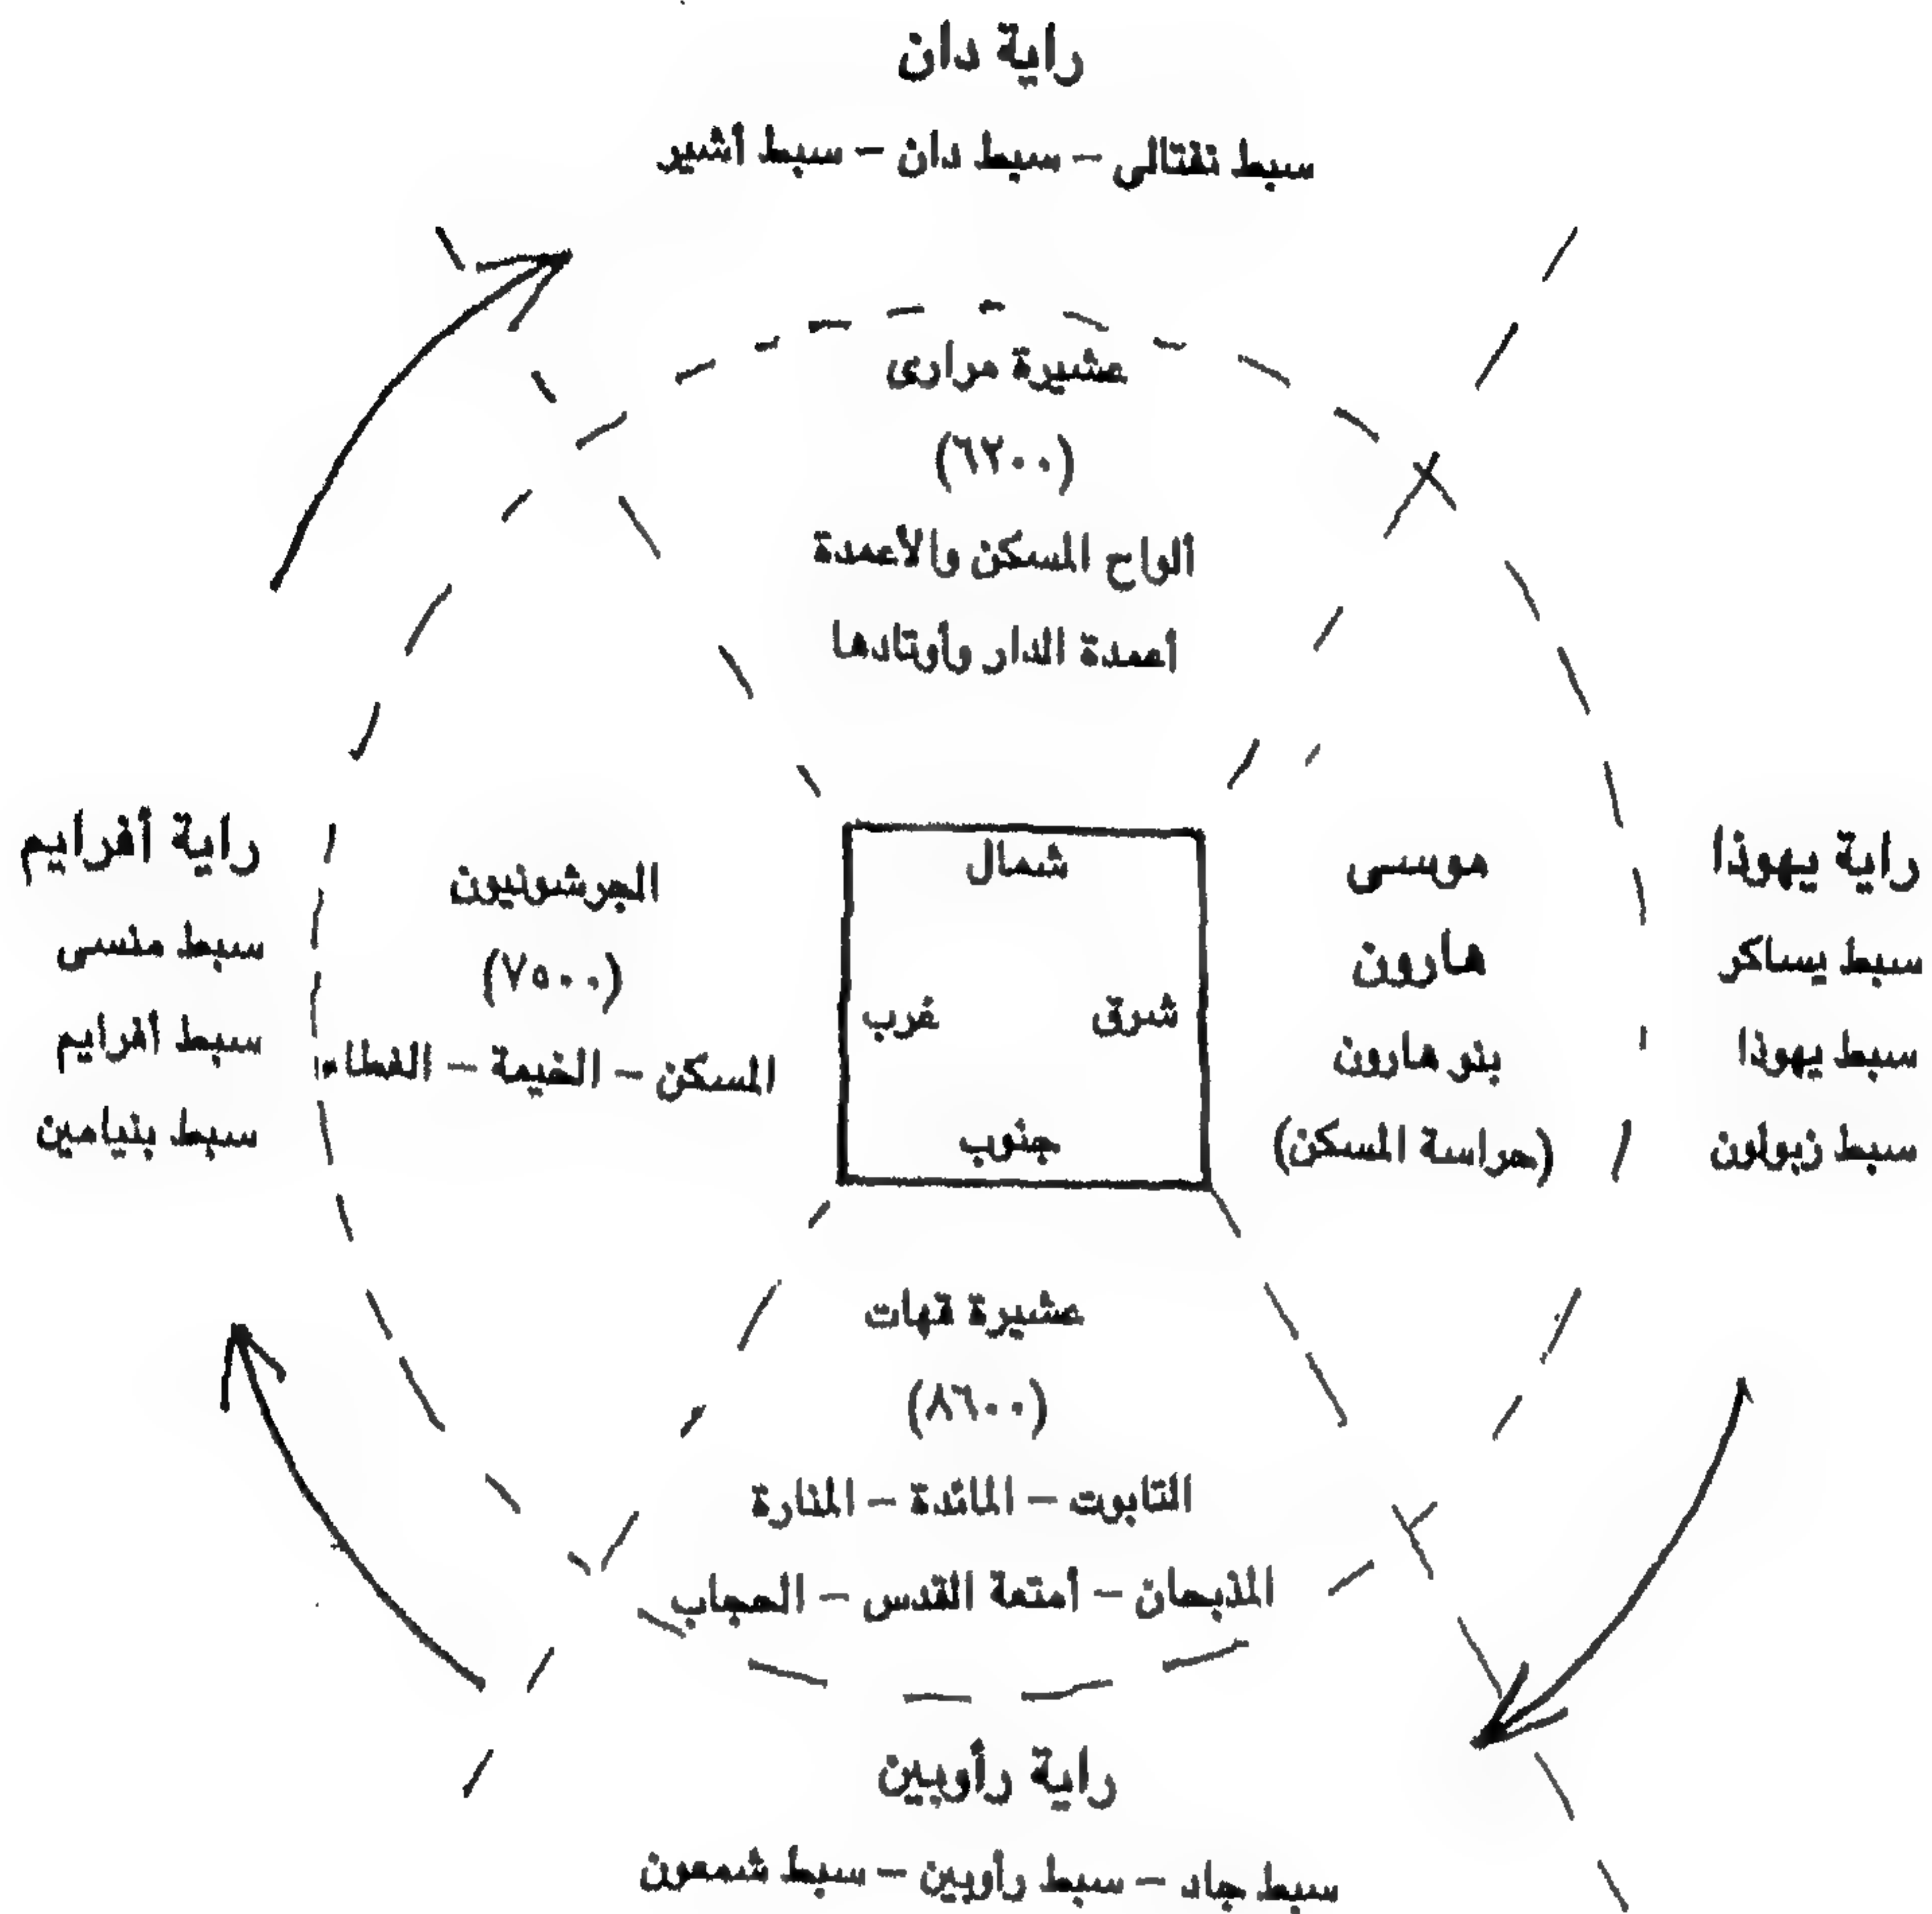 راية دان
سبط نفتالى – سبط دان – سبط أشير
عشيرة مرارى
(٦٢٠٠)
الواح المسكن والأعمدة
أعمدة الدار وأوتادها
راية يهوذا
سبط يساكر
سبط يهوذا
سبط زبولون
موسى
هارون
بنو هارون
(حراسة المسكن)
شمال
شرق
غرب
جنوب
الجرشونيون
(٧٥٠٠)
المسكن – الخيمة – الغطاء
راية أفرايم
سبط منسى
سبط أفرايم
سبط بنيامين
عشيرة قهات
(٨٦٠٠)
التابوت – المائدة – المنارة
المذبحان – أمتعة القدس – الحجاب
راية رأوبين
سبط جاد – سبط رأوبين – سبط شمعون